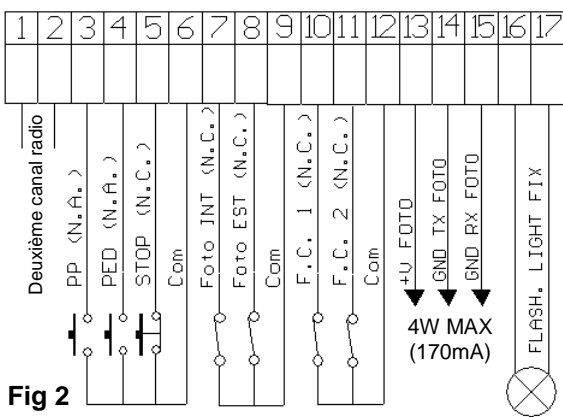 1 2 3 4 5 6 7 8 9 10 11 12 13 14 15 16 17
Deuxième canal radio
PP (N.A.)
PED (N.A.)
STOP (N.C.)
Com
Foto INT (N.C.)
Foto EST (N.C.)
Com
F.C. 1 (N.C.)
F.C. 2 (N.C.)
Com
+V FOTO
GND TX FOTO
GND RX FOTO
FLASH. LIGHT FIX
4W MAX
(170mA)
Fig 2